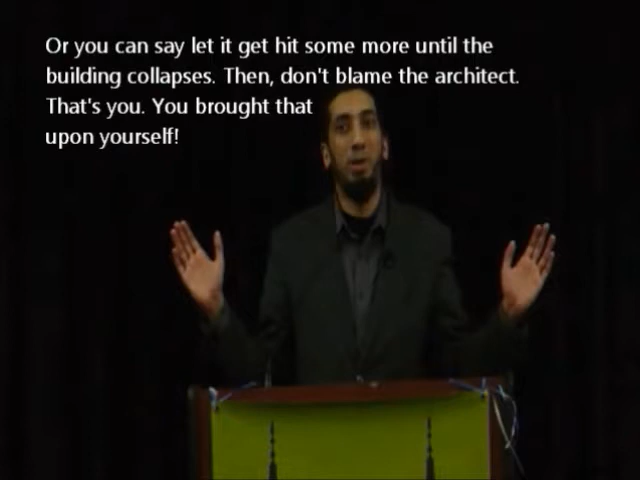 Or you can say let it get hit some more until the
building collapses. Then, don't blame the architect.
That's you. You brought that
upon yourself!